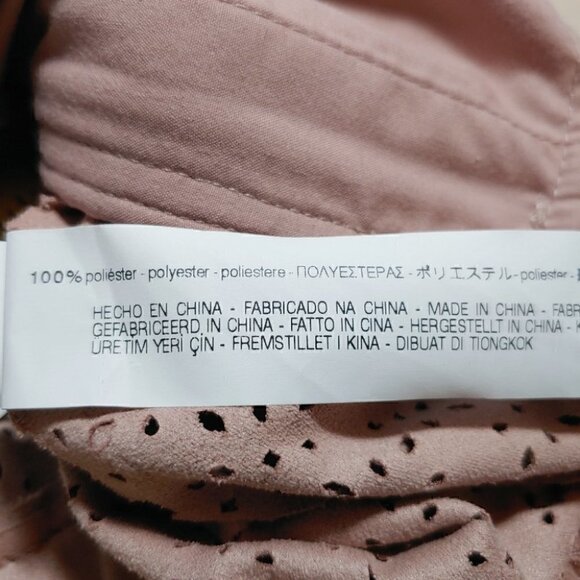 100% poliéster - polyester - poliestere - ΠΟΛΥΕΣΤΕΡΑΣ - ポリエステル - poliester -
HECHO EN CHINA - FABRICADO NA CHINA - MADE IN CHINA -
GEFABRICEERD IN CHINA - FATTO IN CINA - HERGESTELLT IN CHINA -
ÜRETIM YERİ ÇİN - FREMSTILLET I KINA - DIBUAT DI TIONGKOK